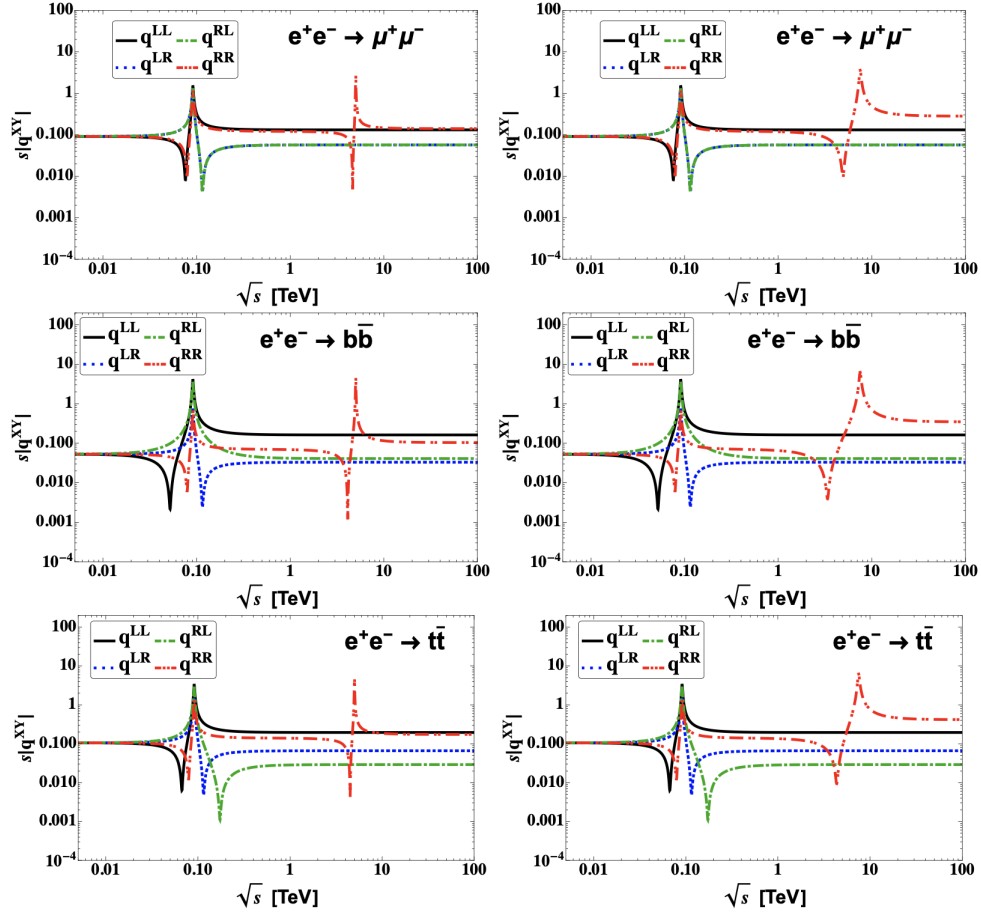 q^LL q^RL
q^LR q^RR
e⁺e⁻ → μ⁺μ⁻
s|q^XY|
100
10
1
0.100
0.010
0.001
10⁻⁴
0.01 0.10 1 10 100
√s [TeV]
q^LL q^RL
q^LR q^RR
e⁺e⁻ → μ⁺μ⁻
s|q^XY|
100
10
1
0.100
0.010
0.001
10⁻⁴
0.01 0.10 1 10 100
√s [TeV]
q^LL q^RL
q^LR q^RR
e⁺e⁻ → bb̅
s|q^XY|
100
10
1
0.100
0.010
0.001
10⁻⁴
0.01 0.10 1 10 100
√s [TeV]
q^LL q^RL
q^LR q^RR
e⁺e⁻ → bb̅
s|q^XY|
100
10
1
0.100
0.010
0.001
10⁻⁴
0.01 0.10 1 10 100
√s [TeV]
q^LL q^RL
q^LR q^RR
e⁺e⁻ → tt̅
s|q^XY|
100
10
1
0.100
0.010
0.001
10⁻⁴
0.01 0.10 1 10 100
√s [TeV]
q^LL q^RL
q^LR q^RR
e⁺e⁻ → tt̅
s|q^XY|
100
10
1
0.100
0.010
0.001
10⁻⁴
0.01 0.10 1 10 100
√s [TeV]